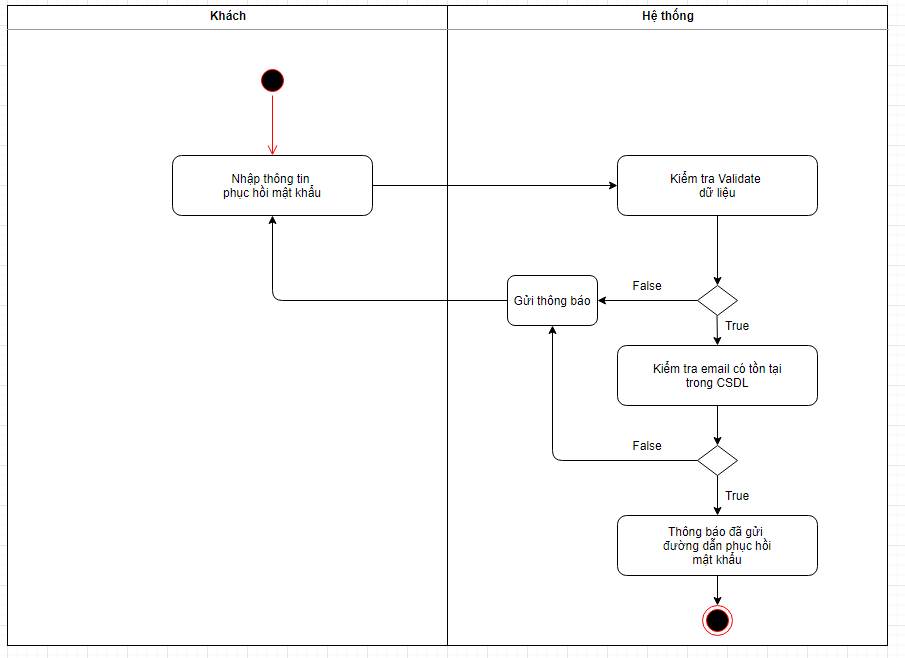 Khách
Hệ thống
Nhập thông tin
phục hồi mật khẩu
Kiểm tra Validate
dữ liệu
False
Gửi thông báo
True
Kiểm tra email có tồn tại
trong CSDL
False
True
Thông báo đã gửi
đường dẫn phục hồi
mật khẩu